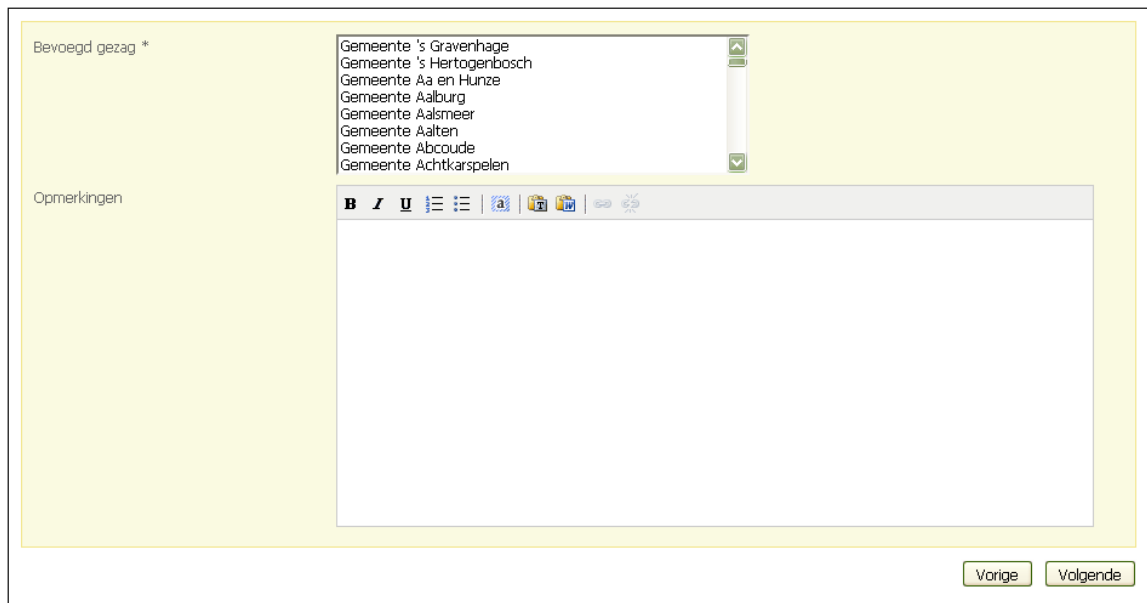 Bevoegd gezag *
Gemeente 's Gravenhage
Gemeente 's Hertogenbosch
Gemeente Aa en Hunze
Gemeente Aalburg
Gemeente Aalsmeer
Gemeente Aalten
Gemeente Abcoude
Gemeente Achtkarspelen
Opmerkingen
B I U
Vorige Volgende